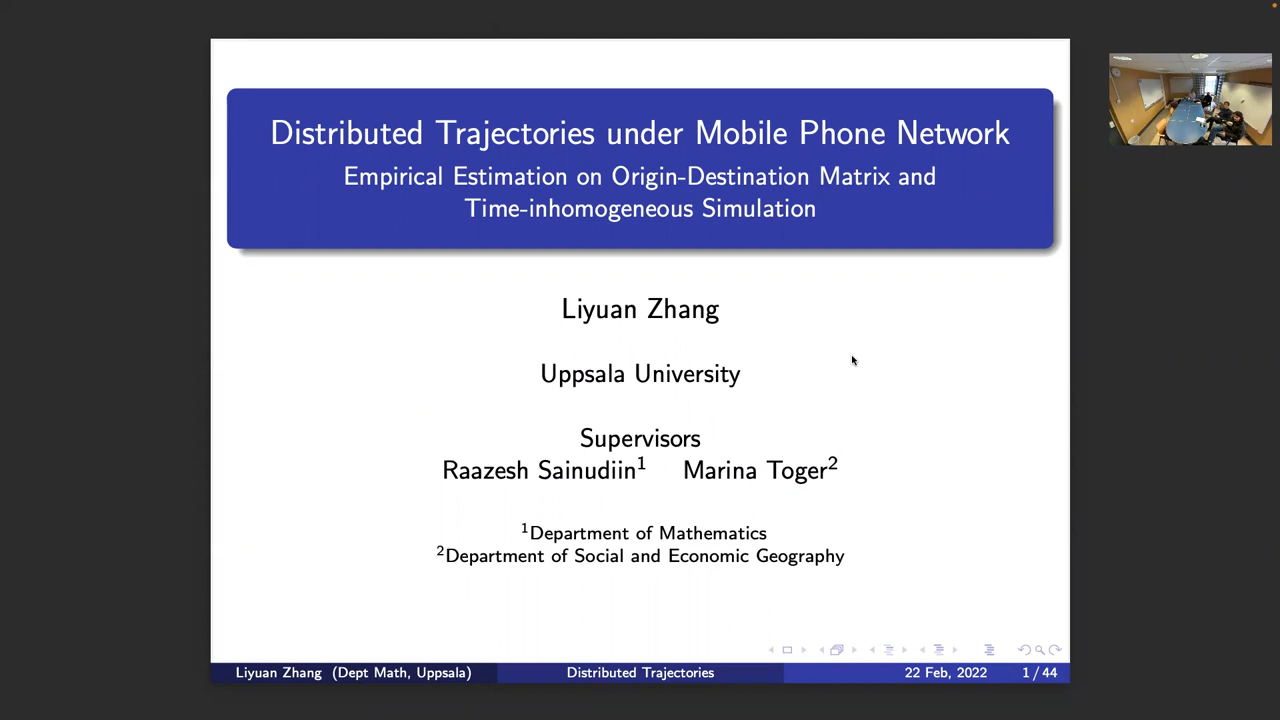 Distributed Trajectories under Mobile Phone Network
Empirical Estimation on Origin-Destination Matrix and
Time-inhomogeneous Simulation
Liyuan Zhang
Uppsala University
Supervisors
Raazesh Sainudiin¹ Marina Toger²
¹Department of Mathematics
²Department of Social and Economic Geography
Liyuan Zhang (Dept Math, Uppsala) Distributed Trajectories 22 Feb, 2022 1 / 44